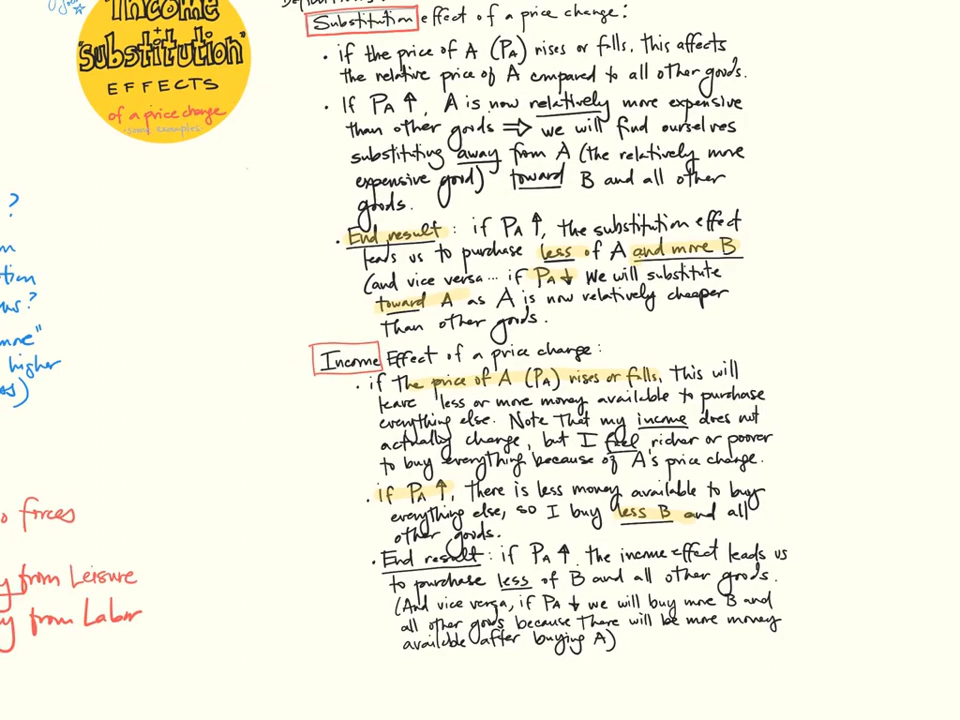 Income
+
"substitution"
EFFECTS
of a price change
some examples
Substitution effect of a price change:
• if the price of A (PA) rises or falls, this affects
the relative price of A compared to all other goods.
• If PA ↑, A is now relatively more expensive
than other goods ⇒ we will find ourselves
substituting away from A (the relatively more
expensive good) toward B and all other
goods.
• End result: if PA ↑, the substitution effect
leads us to purchase less of A and more B
(and vice versa... if PA ↓ we will substitute
toward A as A is now relatively cheaper
than other goods.
Income Effect of a price change:
• if the price of A (PA) rises or falls, this will
leave less or more money available to purchase
everything else. Note that my income does not
actually change, but I feel richer or poorer
to buy everything because of A's price change.
• If PA ↑, there is less money available to buy
everything else, so I buy less B and all
other goods.
• End result: if PA ↑ the income effect leads us
to purchase less of B and all other goods.
(And vice versa, if PA ↓ we will buy more B and
all other goods because there will be more money
available after buying A)
?
higher
forces
from Leisure
from Labor